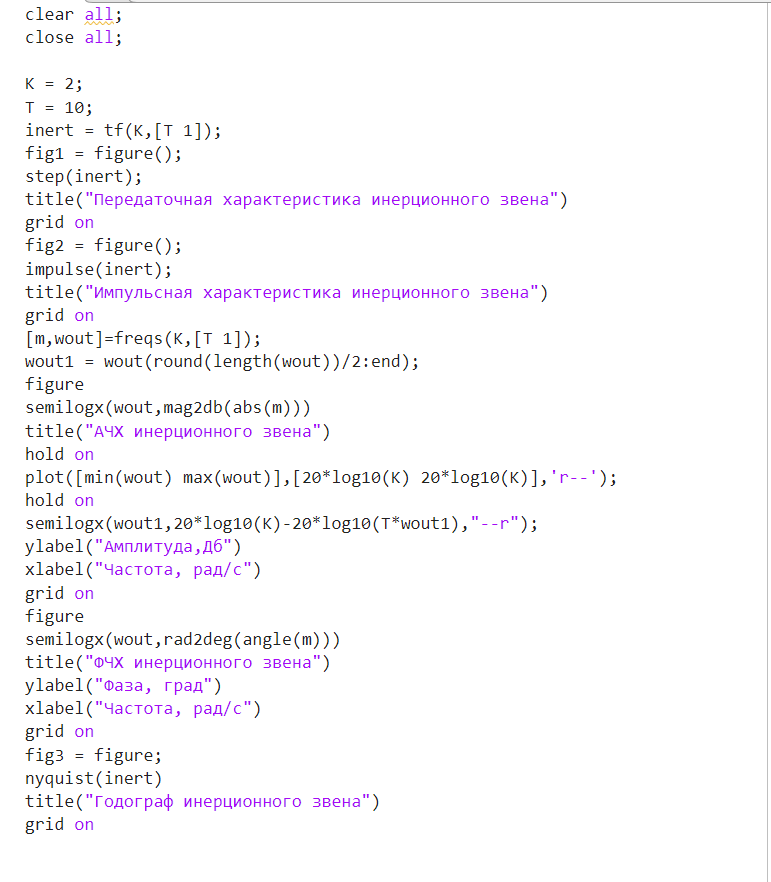 clear all;
close all;
K = 2;
T = 10;
inert = tf(K,[T 1]);
fig1 = figure();
step(inert);
title("Передаточная характеристика инерционного звена")
grid on
fig2 = figure();
impulse(inert);
title("Импульсная характеристика инерционного звена")
grid on
[m,wout]=freqs(K,[T 1]);
wout1 = wout(round(length(wout))/2:end);
figure
semilogx(wout,mag2db(abs(m)))
title("АЧХ инерционного звена")
hold on
plot([min(wout) max(wout)],[20*log10(K) 20*log10(K)],'r--');
hold on
semilogx(wout1,20*log10(K)-20*log10(T*wout1),"--r");
ylabel("Амплитуда,Дб")
xlabel("Частота, рад/с")
grid on
figure
semilogx(wout,rad2deg(angle(m)))
title("ФЧХ инерционного звена")
ylabel("Фаза, град")
xlabel("Частота, рад/с")
grid on
fig3 = figure;
nyquist(inert)
title("Годограф инерционного звена")
grid on